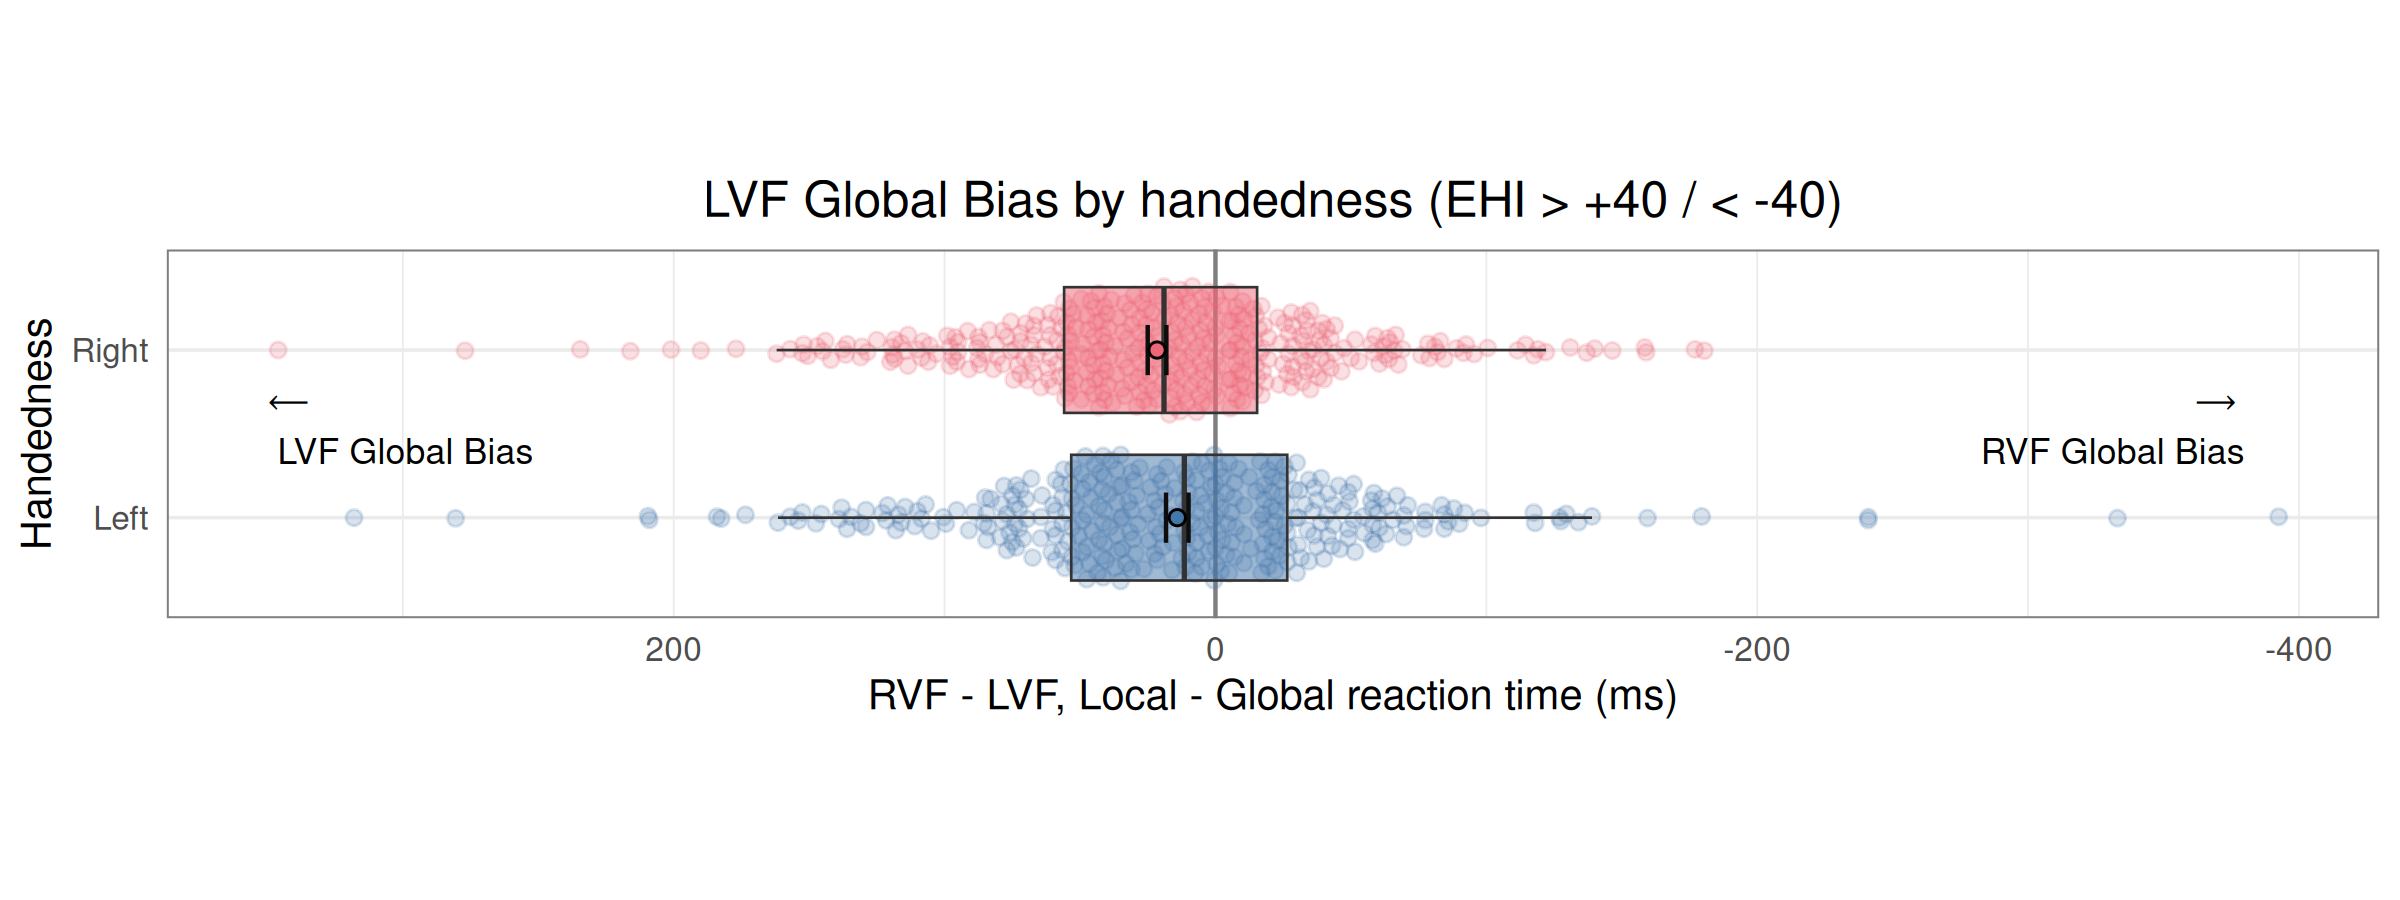 LVF Global Bias by handedness (EHI > +40 / < -40)
Handedness
Right
←
→
LVF Global Bias
RVF Global Bias
Left
200
0
-200
-400
RVF - LVF, Local - Global reaction time (ms)